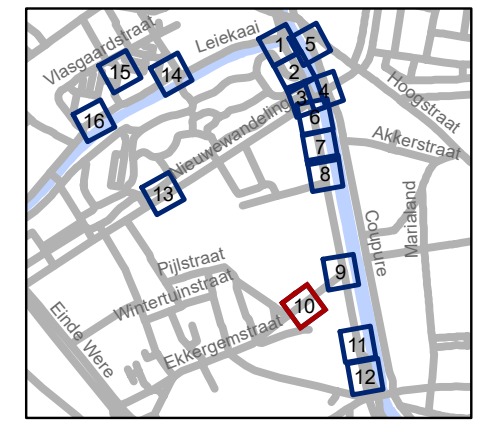 Vlasgaardstraat
Leiekaai
1
5
15
14
2
16
3
4
Hoogstraat
6
Nieuwewandeling
7
Akkerstraat
8
13
Marialand
Coupure
Pijlstraat
9
Wintertuinstraat
10
Einde Were
Ekkergemstraat
11
12